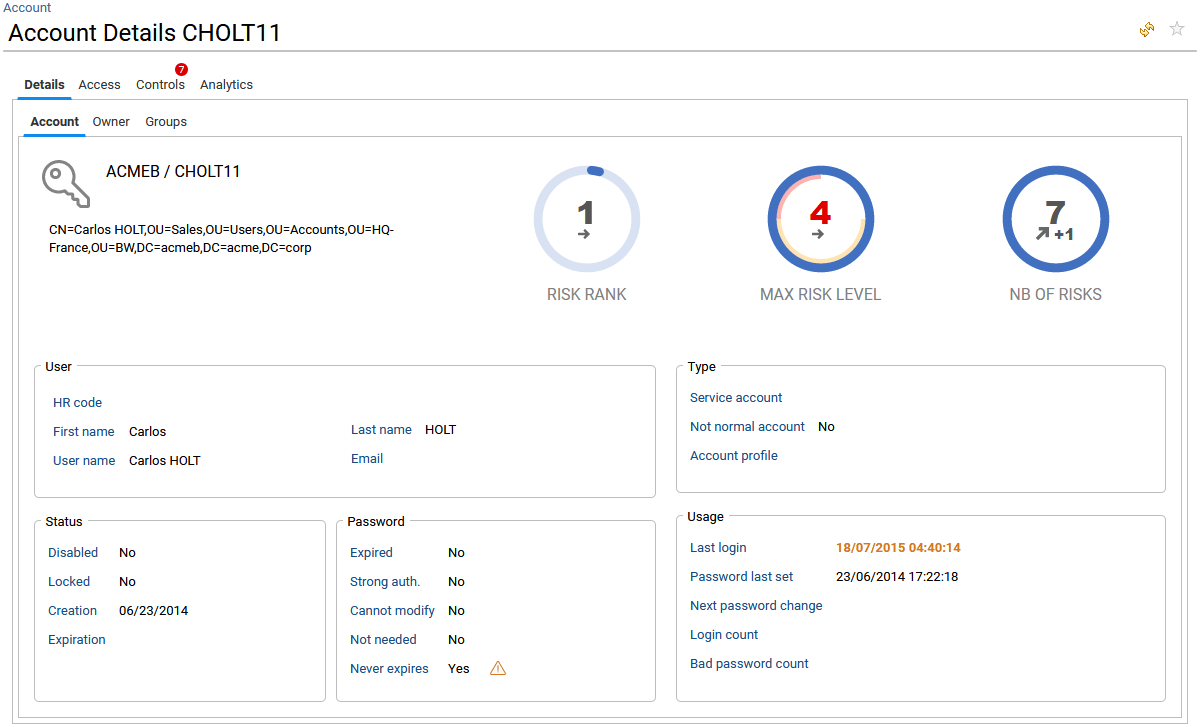 Account
Account Details CHOLT11
7
Details Access Controls Analytics
Account Owner Groups
ACMEB / CHOLT11
CN=Carlos HOLT,OU=Sales,OU=Users,OU=Accounts,OU=HQ-
France,OU=BW,DC=acmeb,DC=acme,DC=corp
1
RISK RANK
4
MAX RISK LEVEL
7
+1
NB OF RISKS
User
HR code
First name Carlos
Last name HOLT
User name Carlos HOLT
Email
Type
Service account
Not normal account No
Account profile
Status
Disabled No
Locked No
Creation 06/23/2014
Expiration
Password
Expired No
Strong auth. No
Cannot modify No
Not needed No
Never expires Yes
Usage
Last login 18/07/2015 04:40:14
Password last set 23/06/2014 17:22:18
Next password change
Login count
Bad password count